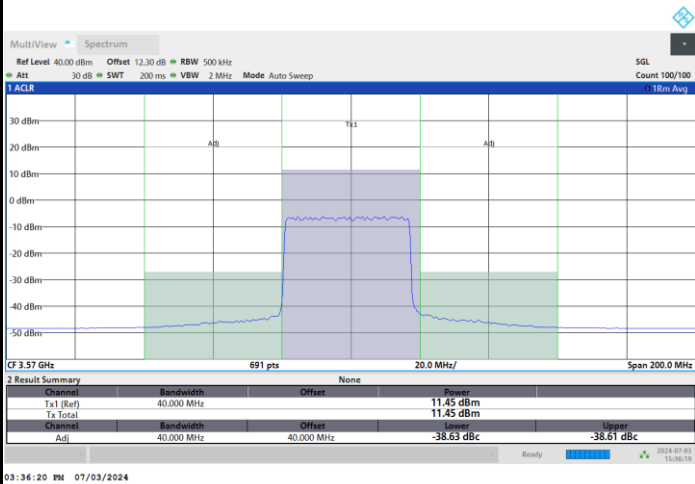 MultiView Spectrum
Ref Level 40.00 dBm Offset 12.30 dB RBW 500 kHz SGL
Att 30 dB SWT 200 ms VBW 2 MHz Mode Auto Sweep Count 100/100
1 ACLR 1Rm Avg
30 dBm
Tx1
20 dBm
Adj Adj
10 dBm
0 dBm
-10 dBm
-20 dBm
-30 dBm
-40 dBm
-50 dBm
CF 3.57 GHz 691 pts 20.0 MHz/ Span 200.0 MHz
2 Result Summary None
Channel Bandwidth Offset Power
Tx1 (Ref) 40.000 MHz 11.45 dBm
Tx Total 11.45 dBm
Channel Bandwidth Offset Lower Upper
Adj 40.000 MHz 40.000 MHz -38.63 dBc -38.61 dBc
Ready 2024-07-03
15:36:19
03:36:20 PM 07/03/2024